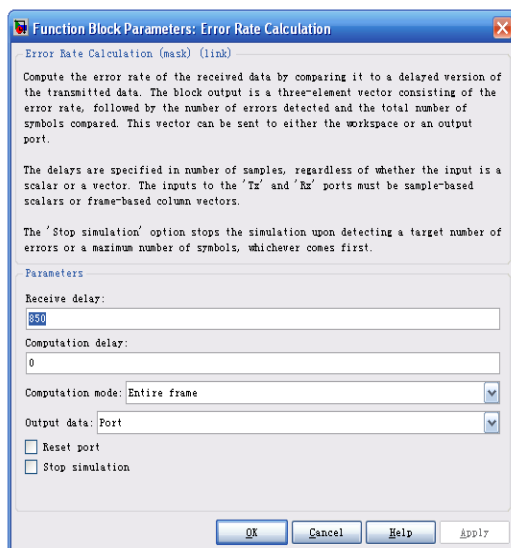 Function Block Parameters: Error Rate Calculation
Error Rate Calculation (mask) (link)
Compute the error rate of the received data by comparing it to a delayed version
of the transmitted data. The block output is a three-element vector consisting of the
error rate, followed by the number of errors detected and the total number of
symbols compared. This vector can be sent to either the workspace or an output
port.
The delays are specified in number of samples, regardless of whether the input is a
scalar or a vector. The inputs to the 'Tx' and 'Rx' ports must be sample-based
scalars or frame-based column vectors.
The 'Stop simulation' option stops the simulation upon detecting a target number of
errors or a maximum number of symbols, whichever comes first.
Parameters
Receive delay:
850
Computation delay:
0
Computation mode: Entire frame
Output data: Port
Reset port
Stop simulation
OK Cancel Help Apply